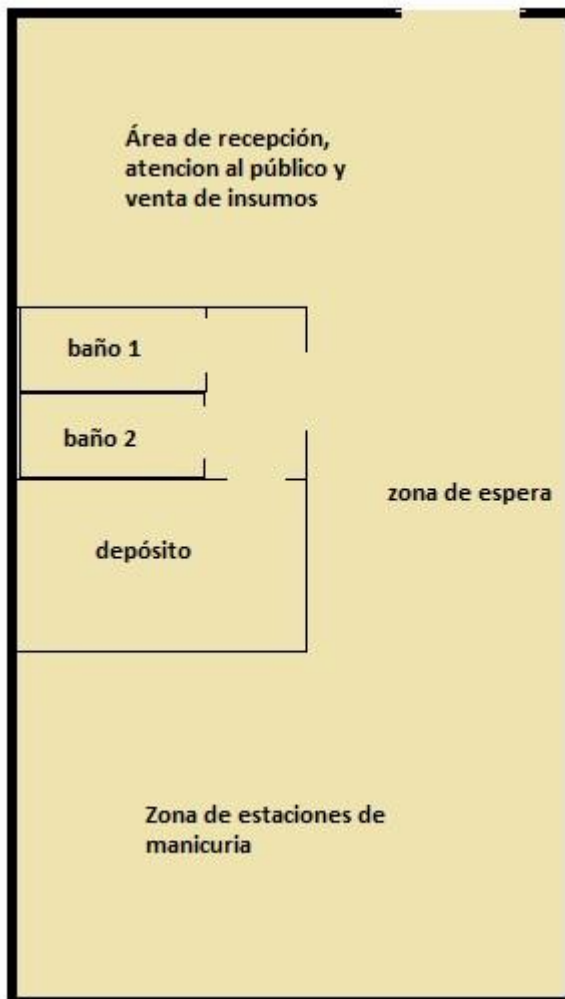 Área de recepción,
atencion al público y
venta de insumos
baño 1
baño 2
zona de espera
depósito
Zona de estaciones de
manicuria